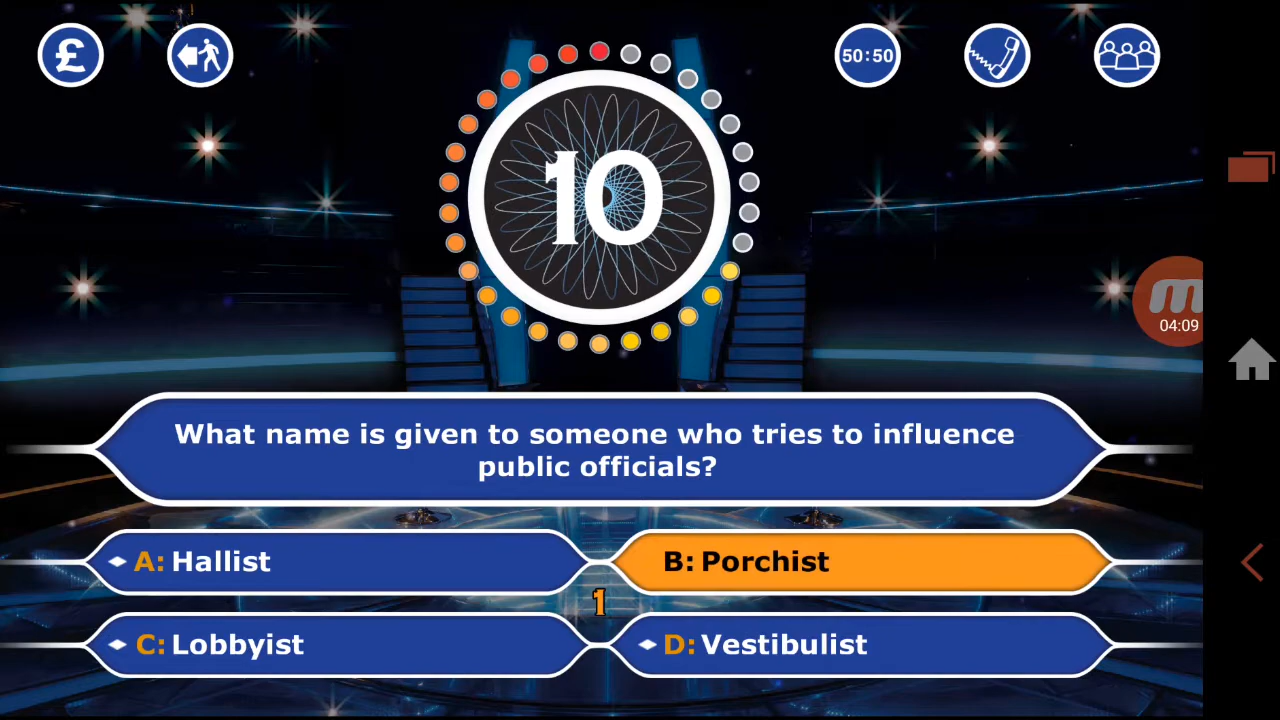 £
50:50
10
04:09
What name is given to someone who tries to influence
public officials?
A: Hallist
B: Porchist
1
C: Lobbyist
D: Vestibulist